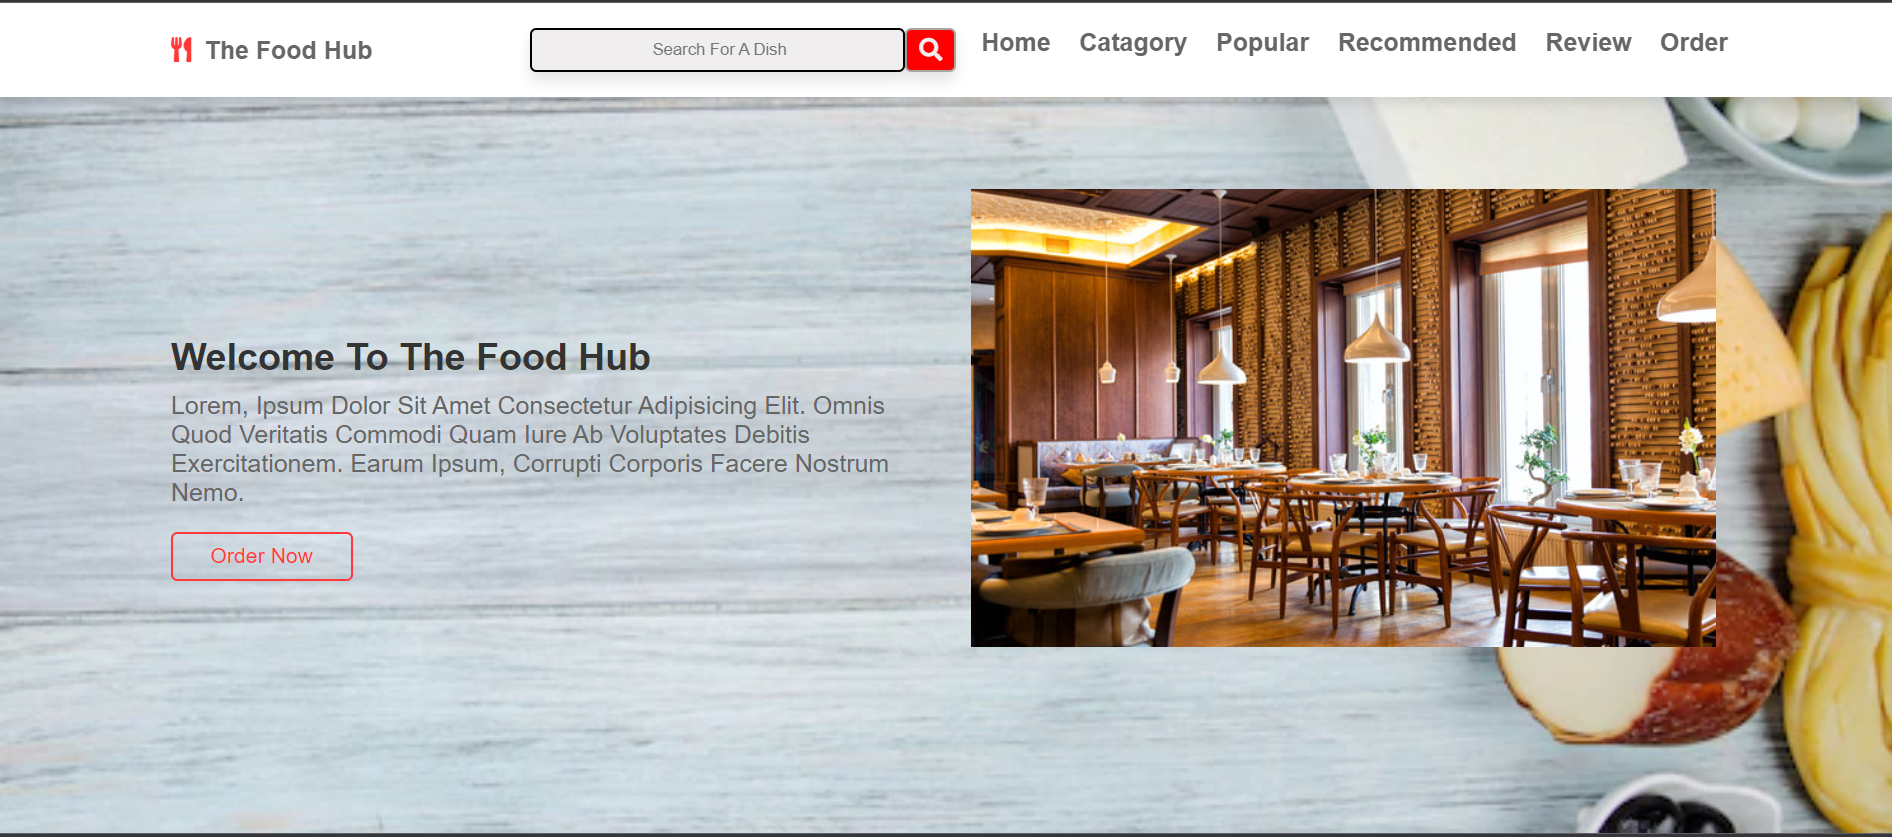 The Food Hub
Search For A Dish
Home Catagory Popular Recommended Review Order
Welcome To The Food Hub
Lorem, Ipsum Dolor Sit Amet Consectetur Adipisicing Elit. Omnis
Quod Veritatis Commodi Quam Iure Ab Voluptates Debitis
Exercitationem. Earum Ipsum, Corrupti Corporis Facere Nostrum
Nemo.
Order Now